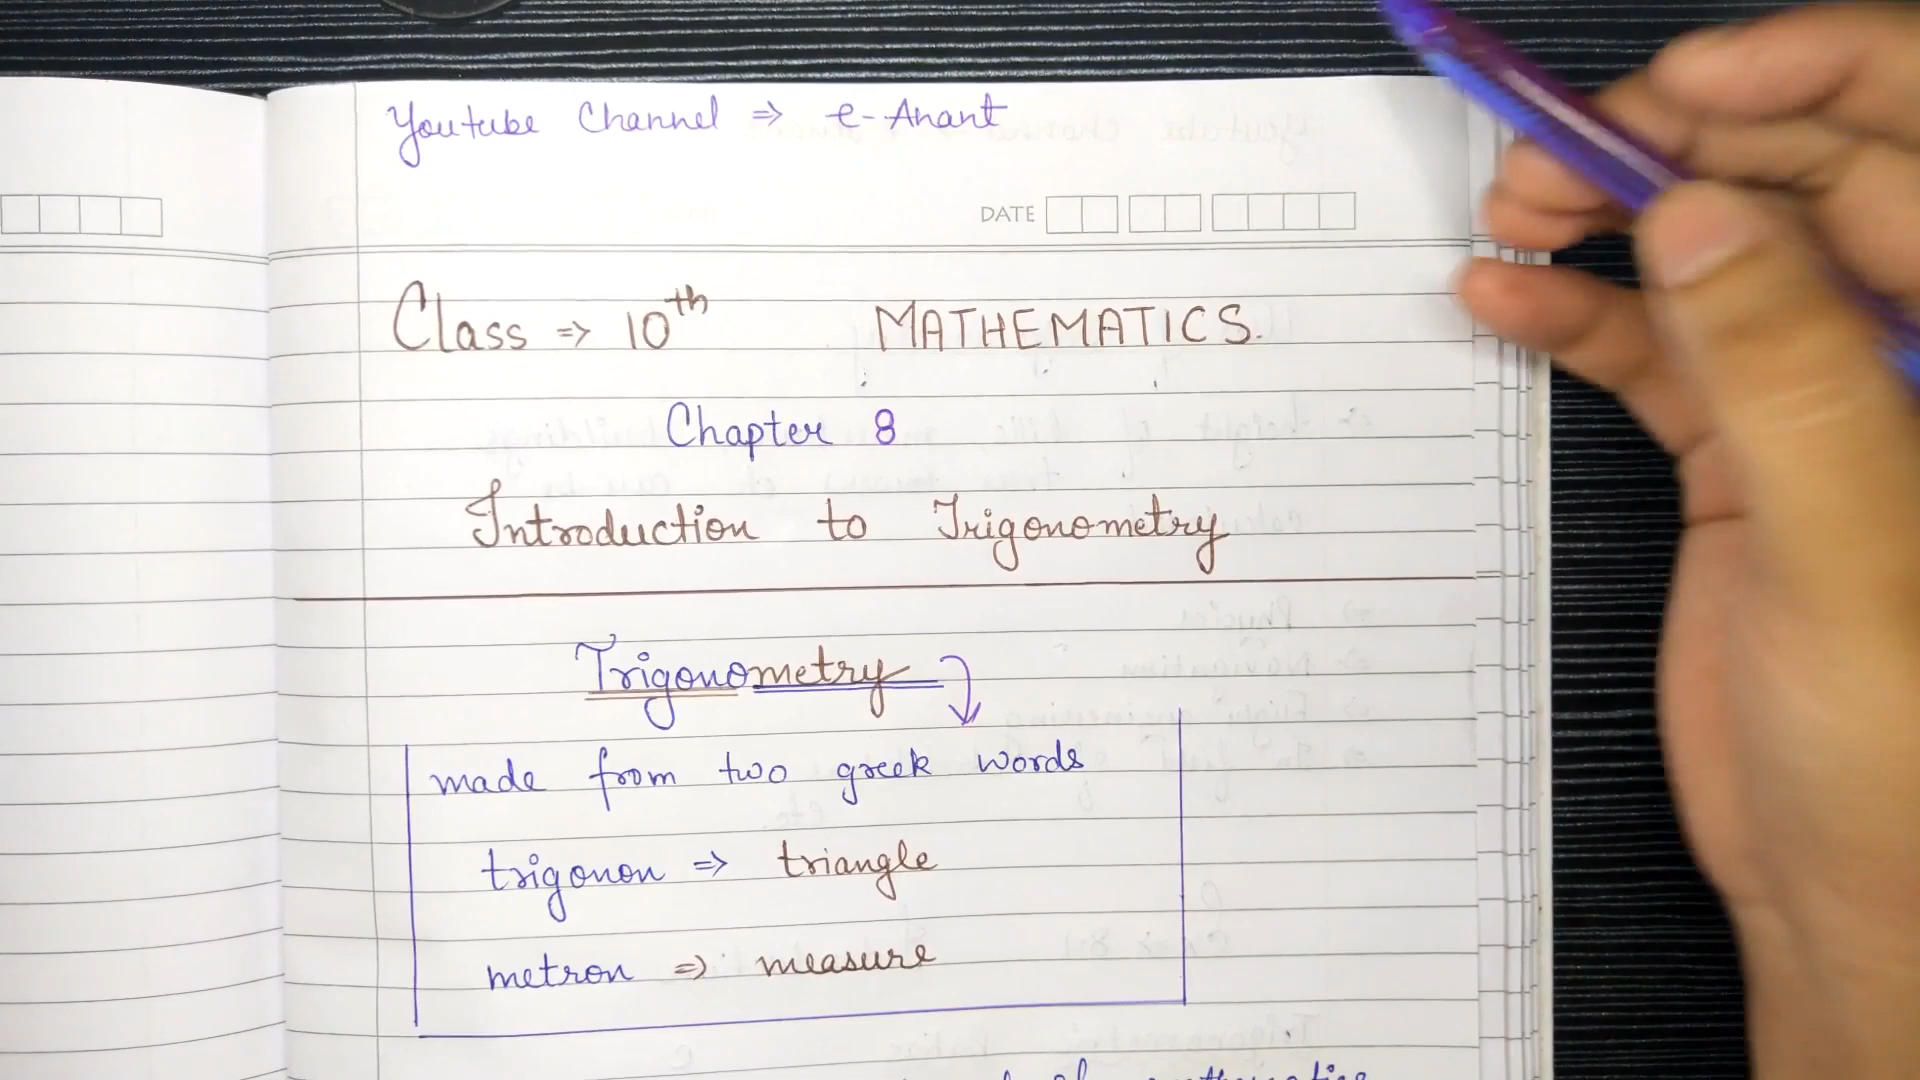 Youtube Channel ⇒ e-Anant
DATE
Class ⇒ 10th MATHEMATICS.
Chapter 8
Introduction to Trigonometry
Trigonometry
made from two greek words
trigonon ⇒ triangle
metron ⇒ measure